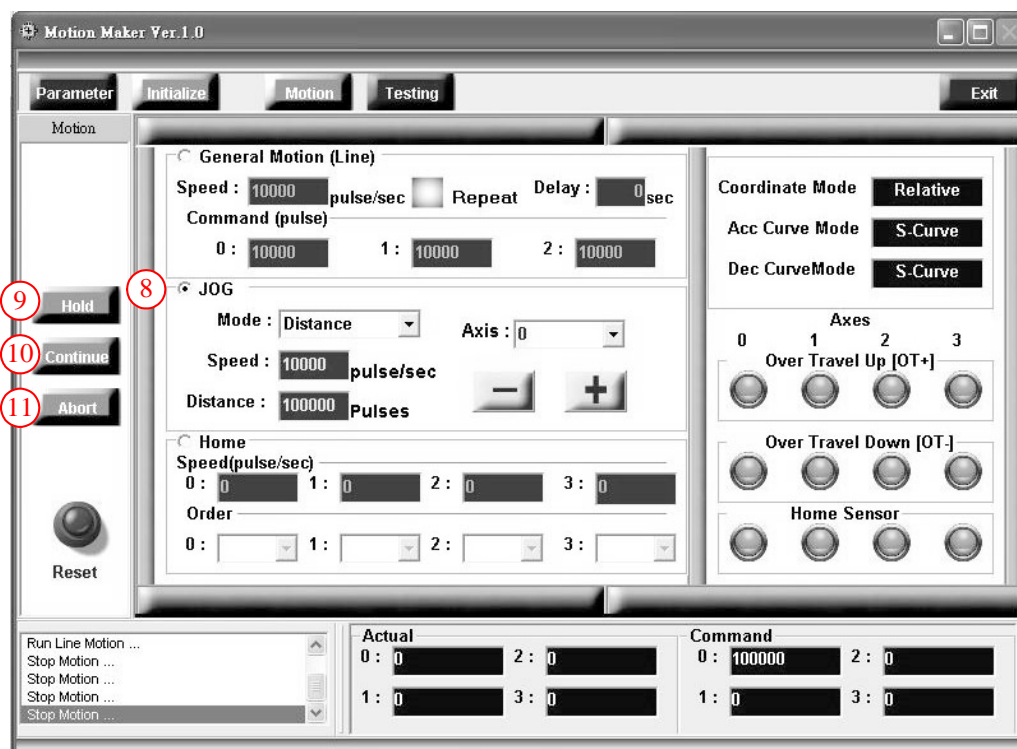 Motion Maker Ver.1.0
Parameter Initialize Motion Testing Exit
Motion
General Motion (Line)
Speed : 10000 pulse/sec Repeat Delay : 0 sec
Command (pulse)
0 : 10000 1 : 10000 2 : 10000
8 JOG
Mode : Distance Axis : 0
Speed : 10000 pulse/sec
Distance : 100000 Pulses
− +
Home
Speed(pulse/sec)
0 : 0 1 : 0 2 : 0 3 : 0
Order
0 : 1 : 2 : 3 :
9 Hold
10 Continue
11 Abort
Reset
Coordinate Mode Relative
Acc Curve Mode S-Curve
Dec CurveMode S-Curve
Axes
0 1 2 3
Over Travel Up [OT+]
Over Travel Down [OT-]
Home Sensor
Run Line Motion ...
Stop Motion ...
Stop Motion ...
Stop Motion ...
Stop Motion ...
Actual
0 : 0 2 : 0
1 : 0 3 : 0
Command
0 : 100000 2 : 0
1 : 0 3 : 0